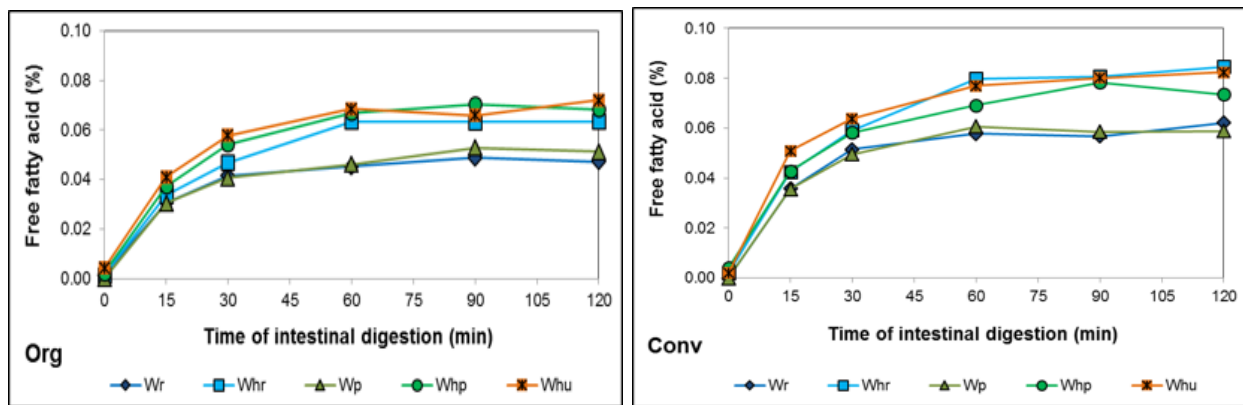 0.10
0.08
0.06
0.04
0.02
0.00
Free fatty acid (%)
0 15 30 45 60 75 90 105 120
Time of intestinal digestion (min)
Org
Wr Whr Wp Whp Whu
0.10
0.08
0.06
0.04
0.02
0.00
Free fatty acid (%)
0 15 30 45 60 75 90 105 120
Time of intestinal digestion (min)
Conv
Wr Whr Wp Whp Whu